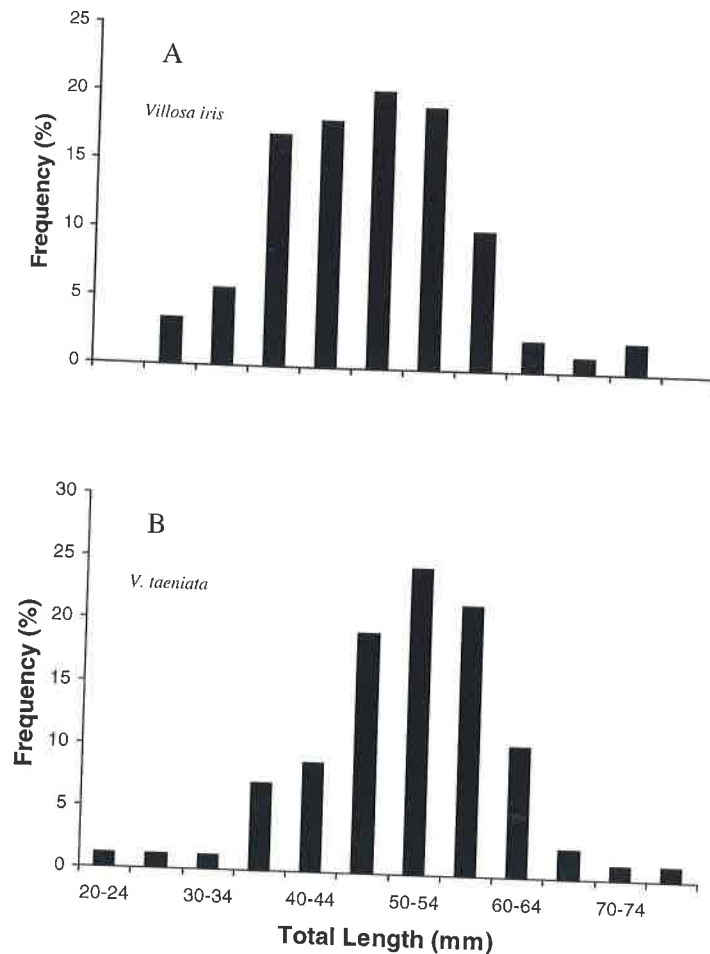 25
A
20
Villosa iris
15
Frequency (%)
10
5
0
30
B
25
V. taeniata
20
Frequency (%)
15
10
5
0
20-24 30-34 40-44 50-54 60-64 70-74
Total Length (mm)